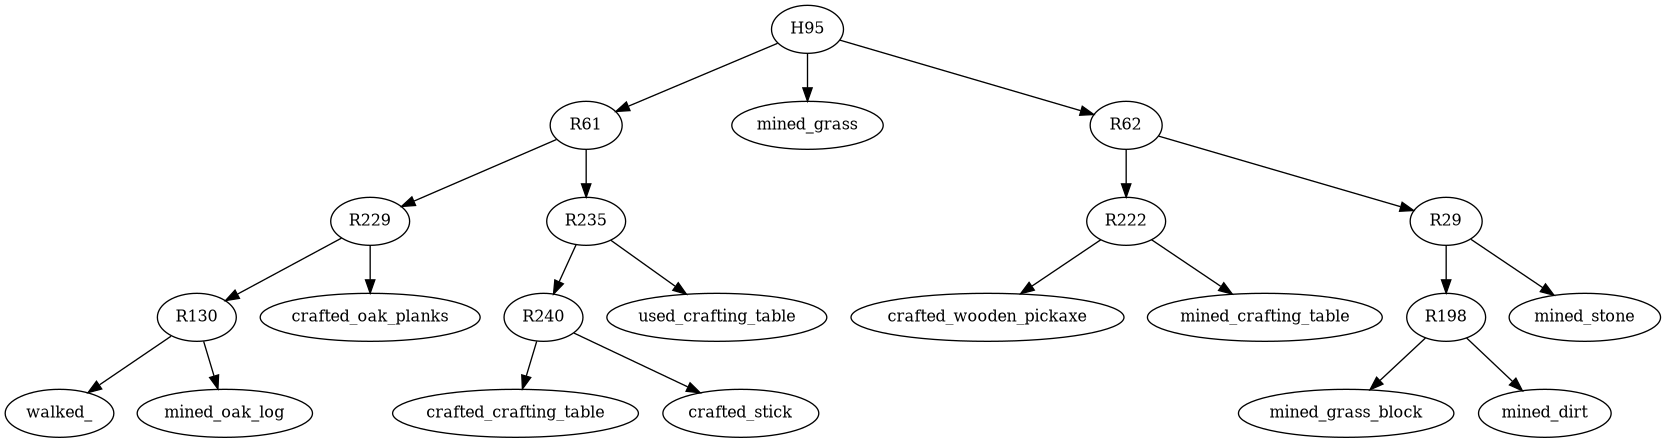 H95
R61
mined_grass
R62
R229
R235
R222
R29
R130
crafted_oak_planks
R240
used_crafting_table
crafted_wooden_pickaxe
mined_crafting_table
R198
mined_stone
walked_
mined_oak_log
crafted_crafting_table
crafted_stick
mined_grass_block
mined_dirt